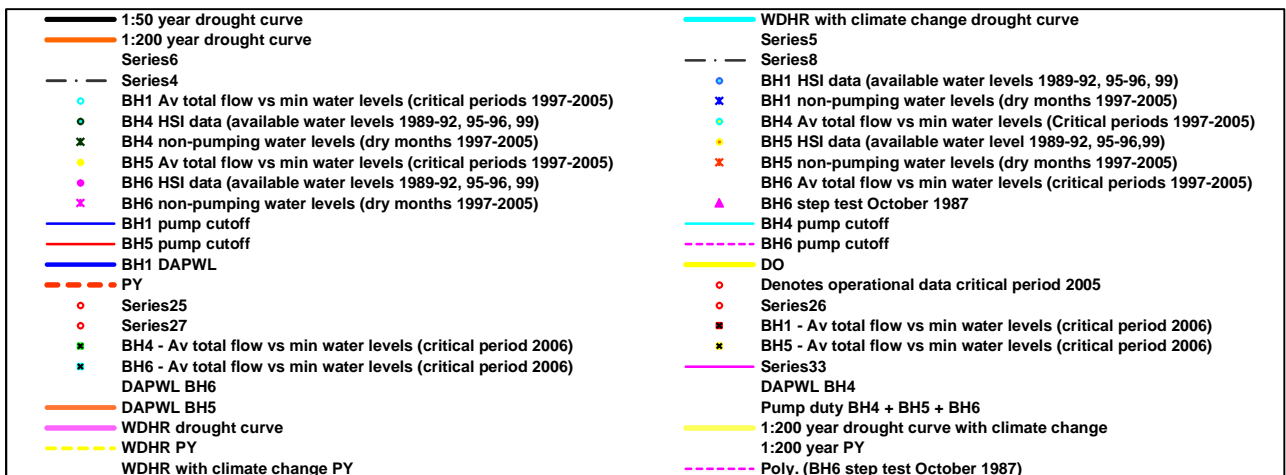 1:50 year drought curve
WDHR with climate change drought curve
1:200 year drought curve
Series5
Series6
Series8
Series4
BH1 HSI data (available water levels 1989-92, 95-96, 99)
BH1 Av total flow vs min water levels (critical periods 1997-2005)
BH1 non-pumping water levels (dry months 1997-2005)
BH4 HSI data (available water levels 1989-92, 95-96, 99)
BH4 Av total flow vs min water levels (Critical periods 1997-2005)
BH4 non-pumping water levels (dry months 1997-2005)
BH5 HSI data (available water level 1989-92, 95-96,99)
BH5 Av total flow vs min water levels (critical periods 1997-2005)
BH5 non-pumping water levels (dry months 1997-2005)
BH6 HSI data (available water levels 1989-92, 95-96, 99)
BH6 Av total flow vs min water levels (critical periods 1997-2005)
BH6 non-pumping water levels (dry months 1997-2005)
BH6 step test October 1987
BH1 pump cutoff
BH4 pump cutoff
BH5 pump cutoff
BH6 pump cutoff
BH1 DAPWL
DO
PY
Denotes operational data critical period 2005
Series25
Series26
Series27
BH1 - Av total flow vs min water levels (critical period 2006)
BH4 - Av total flow vs min water levels (critical period 2006)
BH5 - Av total flow vs min water levels (critical period 2006)
BH6 - Av total flow vs min water levels (critical period 2006)
Series33
DAPWL BH6
DAPWL BH4
DAPWL BH5
Pump duty BH4 + BH5 + BH6
WDHR drought curve
1:200 year drought curve with climate change
WDHR PY
1:200 year PY
WDHR with climate change PY
Poly. (BH6 step test October 1987)